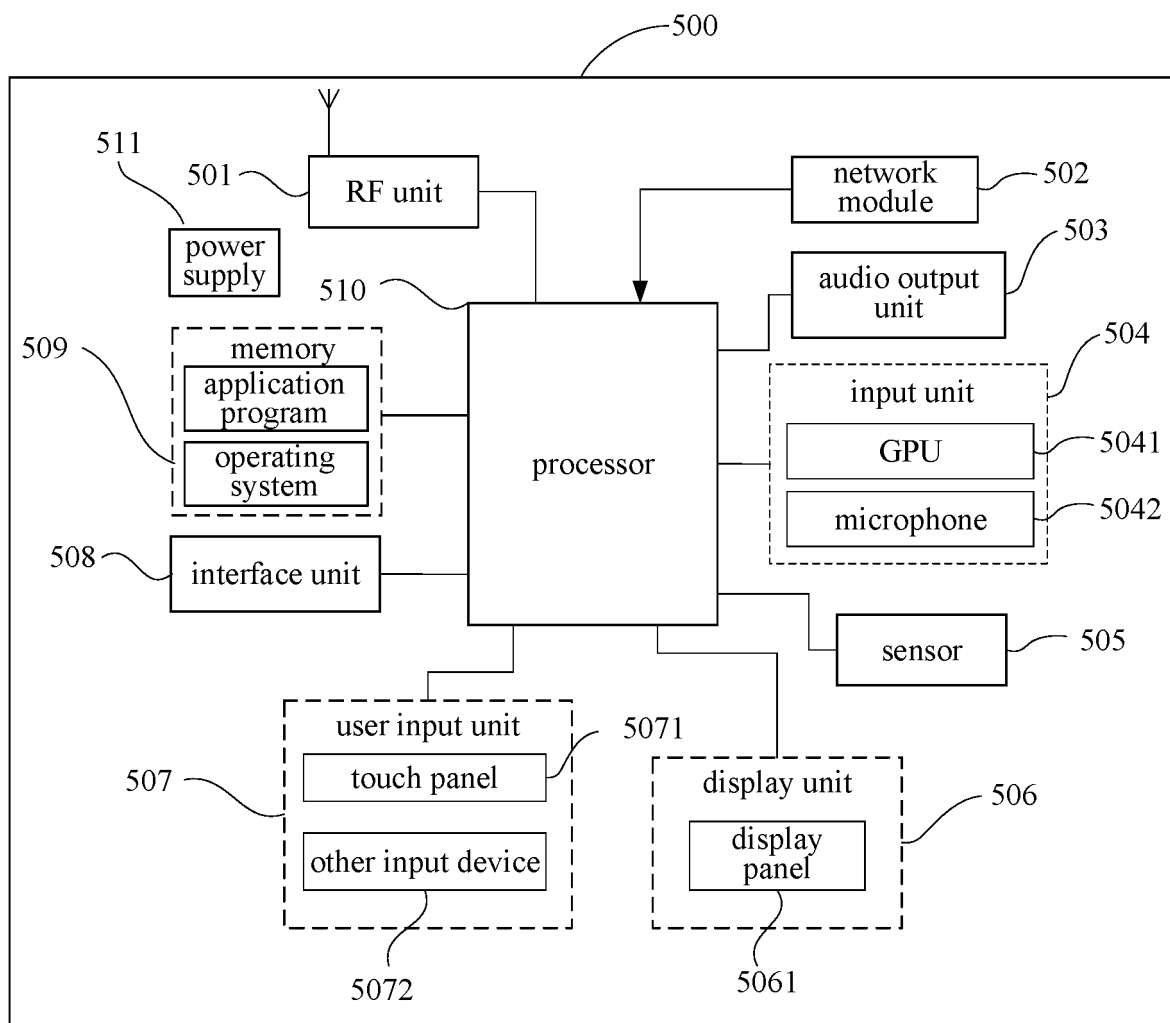 500
511
501
RF unit
network
module
502
power
supply
503
audio output
unit
510
509
memory
application
program
operating
system
processor
504
input unit
GPU
5041
microphone
5042
508
interface unit
sensor
505
user input unit
5071
touch panel
507
other input device
5072
display unit
506
display
panel
5061